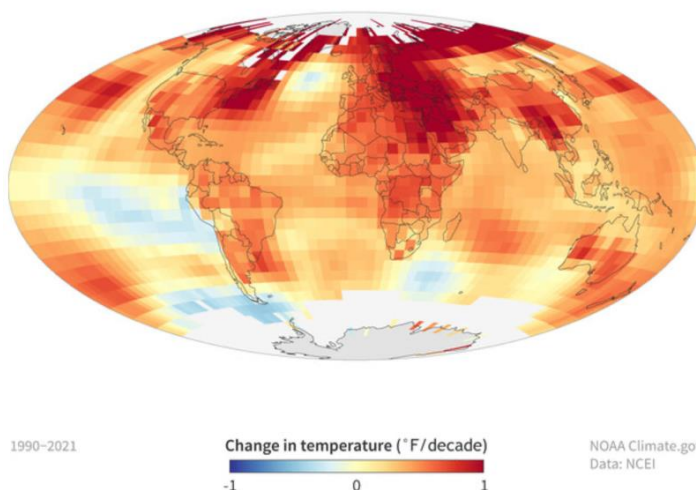 1990–2021
Change in temperature (°F/decade)
-1 0 1
NOAA Climate.go
Data: NCEI